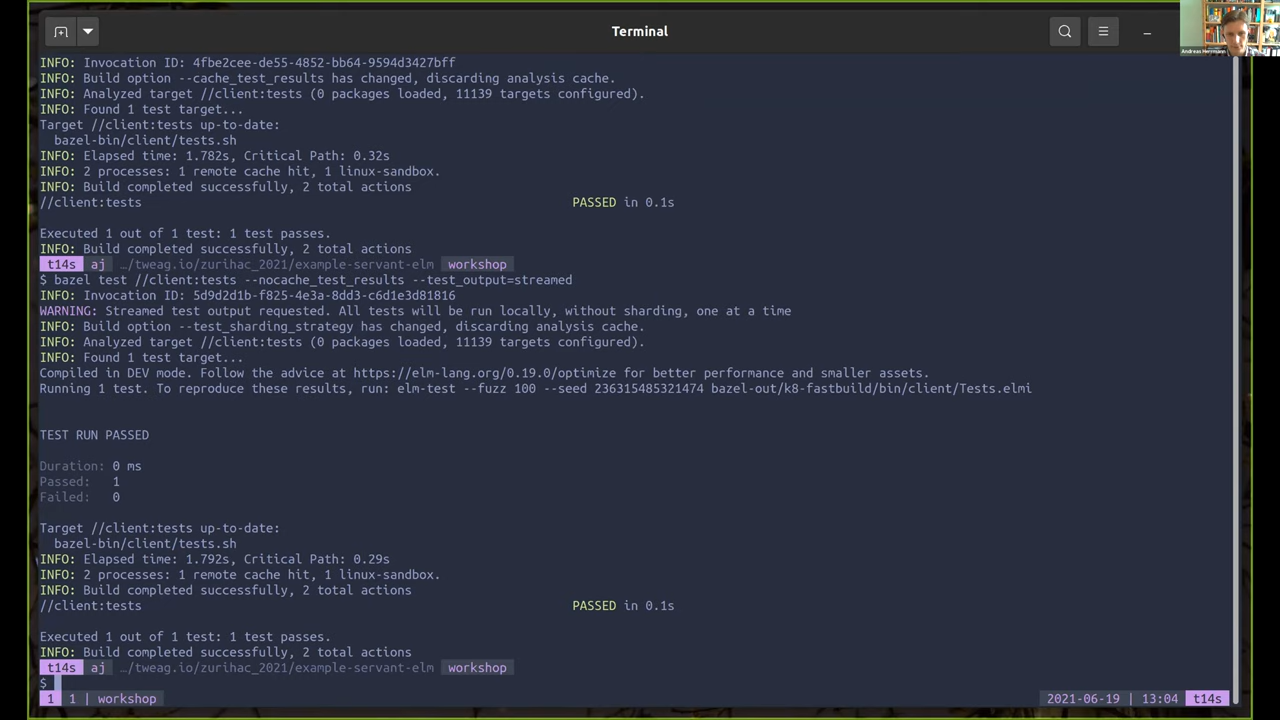 Terminal
Andreas Herrmann
INFO: Invocation ID: 4fbe2cee-de55-4852-bb64-9594d3427bff
INFO: Build option --cache_test_results has changed, discarding analysis cache.
INFO: Analyzed target //client:tests (0 packages loaded, 11139 targets configured).
INFO: Found 1 test target...
Target //client:tests up-to-date:
  bazel-bin/client/tests.sh
INFO: Elapsed time: 1.782s, Critical Path: 0.32s
INFO: 2 processes: 1 remote cache hit, 1 linux-sandbox.
INFO: Build completed successfully, 2 total actions
//client:tests PASSED in 0.1s
Executed 1 out of 1 test: 1 test passes.
INFO: Build completed successfully, 2 total actions
t14s aj …/tweag.io/zurihac_2021/example-servant-elm workshop
$ bazel test //client:tests --nocache_test_results --test_output=streamed
INFO: Invocation ID: 5d9d2d1b-f825-4e3a-8dd3-c6d1e3d81816
WARNING: Streamed test output requested. All tests will be run locally, without sharding, one at a time
INFO: Build option --test_sharding_strategy has changed, discarding analysis cache.
INFO: Analyzed target //client:tests (0 packages loaded, 11139 targets configured).
INFO: Found 1 test target...
Compiled in DEV mode. Follow the advice at https://elm-lang.org/0.19.0/optimize for better performance and smaller assets.
Running 1 test. To reproduce these results, run: elm-test --fuzz 100 --seed 236315485321474 bazel-out/k8-fastbuild/bin/client/Tests.elmi
TEST RUN PASSED
Duration: 0 ms
Passed:   1
Failed:   0
Target //client:tests up-to-date:
  bazel-bin/client/tests.sh
INFO: Elapsed time: 1.792s, Critical Path: 0.29s
INFO: 2 processes: 1 remote cache hit, 1 linux-sandbox.
INFO: Build completed successfully, 2 total actions
//client:tests PASSED in 0.1s
Executed 1 out of 1 test: 1 test passes.
INFO: Build completed successfully, 2 total actions
t14s aj …/tweag.io/zurihac_2021/example-servant-elm workshop
$
1 1 | workshop 2021-06-19 | 13:04 t14s